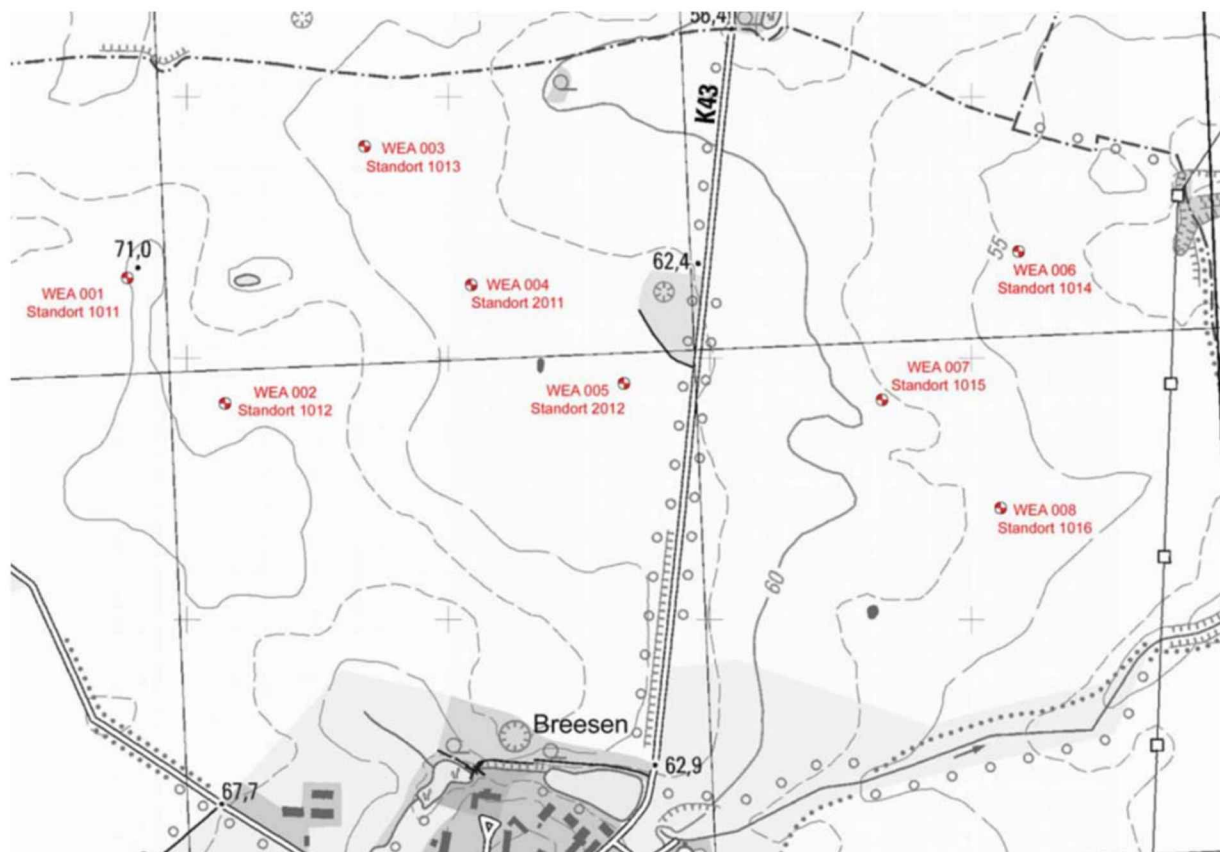 56,4
K43
WEA 003
Standort 1013
71,0
62,4
55
WEA 001
Standort 1011
WEA 004
Standort 2011
WEA 006
Standort 1014
WEA 002
Standort 1012
WEA 005
Standort 2012
WEA 007
Standort 1015
WEA 008
Standort 1016
60
Breesen
62,9
67,7